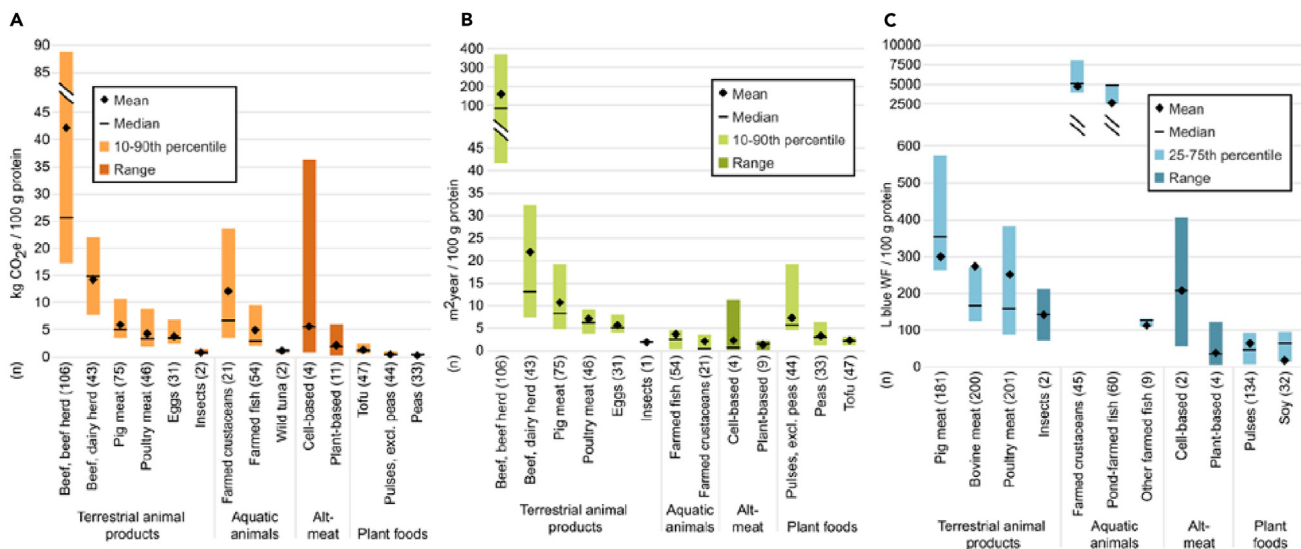 A
kg CO2e / 100 g protein
90
85
45
40
35
30
25
20
15
10
5
0
Mean
Median
10-90th percentile
Range
(n)
Beef, beef herd (106)
Beef, dairy herd (43)
Pig meat (75)
Poultry meat (46)
Eggs (31)
Insects (2)
Farmed crustaceans (21)
Farmed fish (54)
Wild tuna (2)
Cell-based (4)
Plant-based (11)
Tofu (47)
Pulses, excl. peas (44)
Peas (33)
Terrestrial animal
products
Aquatic
animals
Alt-
meat
Plant foods
B
m2year / 100 g protein
400
300
200
100
45
40
35
30
25
20
15
10
5
0
Mean
Median
10-90th percentile
Range
(n)
Beef, beef herd (106)
Beef, dairy herd (43)
Pig meat (75)
Poultry meat (46)
Eggs (31)
Insects (1)
Farmed fish (54)
Farmed crustaceans (21)
Cell-based (4)
Plant-based (9)
Pulses, excl. peas (44)
Peas (33)
Tofu (47)
Terrestrial animal
products
Aquatic
animals
Alt-
meat
Plant foods
C
L blue WF / 100 g protein
10000
7500
5000
2500
600
500
400
300
200
100
0
Mean
Median
25-75th percentile
Range
(n)
Pig meat (181)
Bovine meat (200)
Poultry meat (201)
Insects (2)
Farmed crustaceans (45)
Pond-farmed fish (60)
Other farmed fish (9)
Cell-based (2)
Plant-based (4)
Pulses (134)
Soy (32)
Terrestrial animal
products
Aquatic
animals
Alt-
meat
Plant
foods